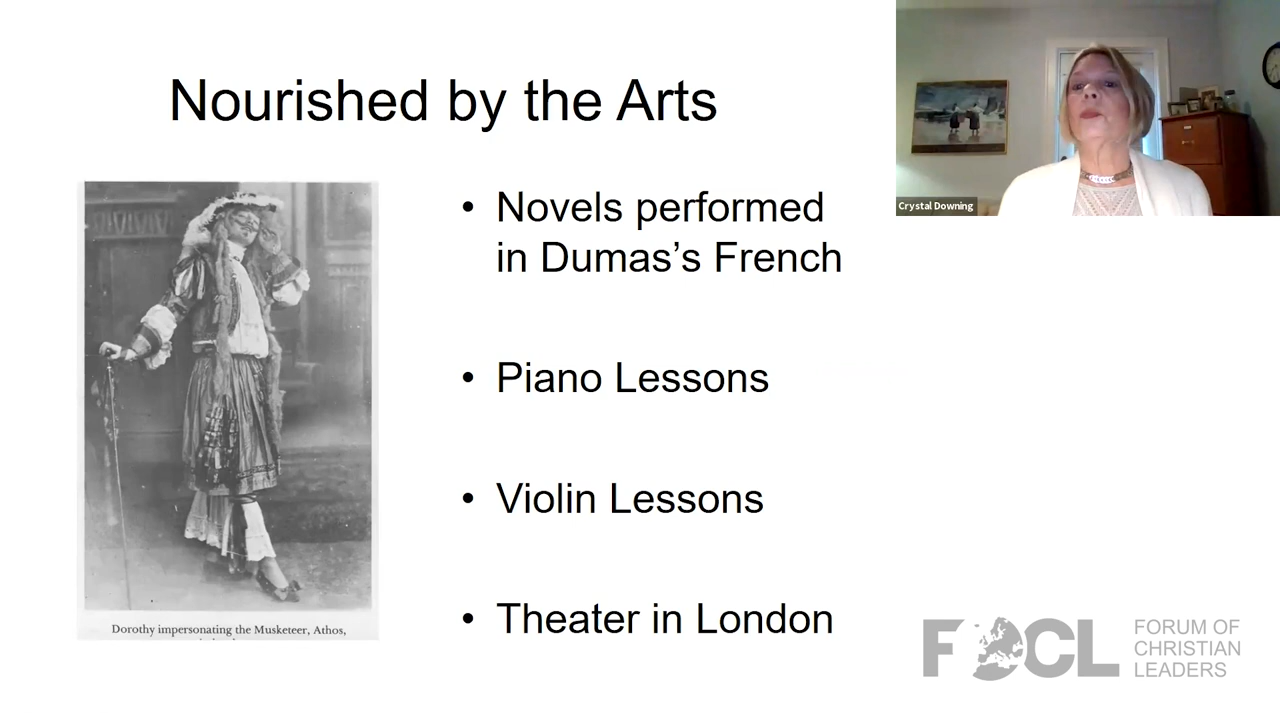 Nourished by the Arts
• Novels performed
in Dumas’s French
• Piano Lessons
• Violin Lessons
• Theater in London
Dorothy impersonating the Musketeer, Athos,
Crystal Downing
FOCL
FORUM OF
CHRISTIAN
LEADERS